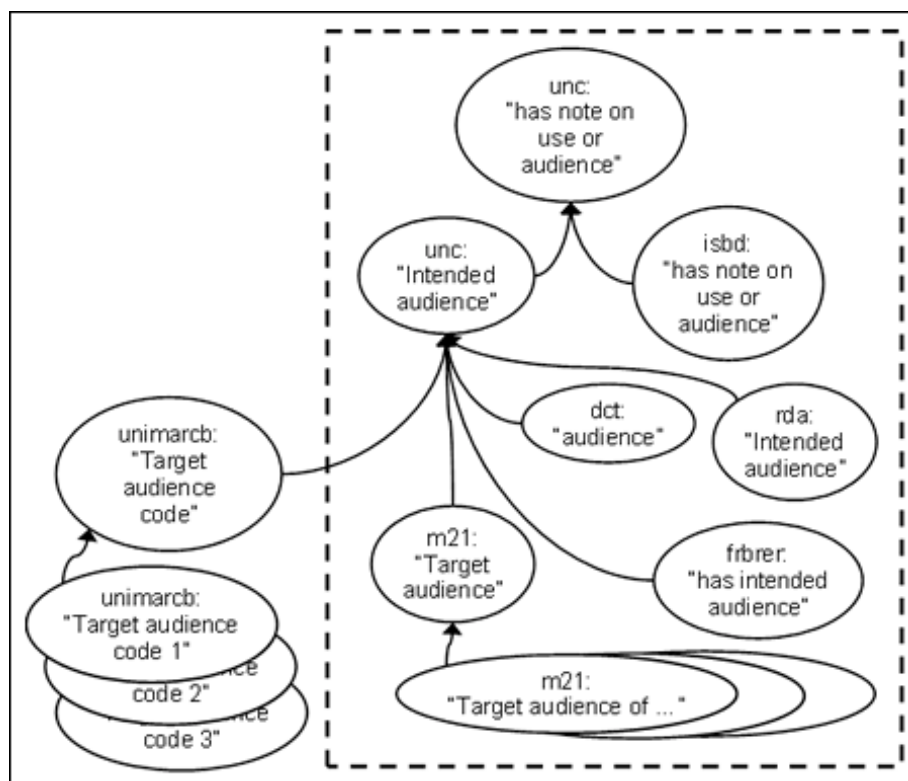 unc:
"has note on
use or
audience"
unc:
"Intended
audience"
isbd:
"has note on
use or
audience"
unimarcb:
"Target
audience
code"
dct:
"audience"
rda:
"Intended
audience"
m21:
"Target
audience"
frbrer:
"has intended
audience"
unimarcb:
"Target audience
code 1"
code 2"
code 3"
m21:
"Target audience of ..."